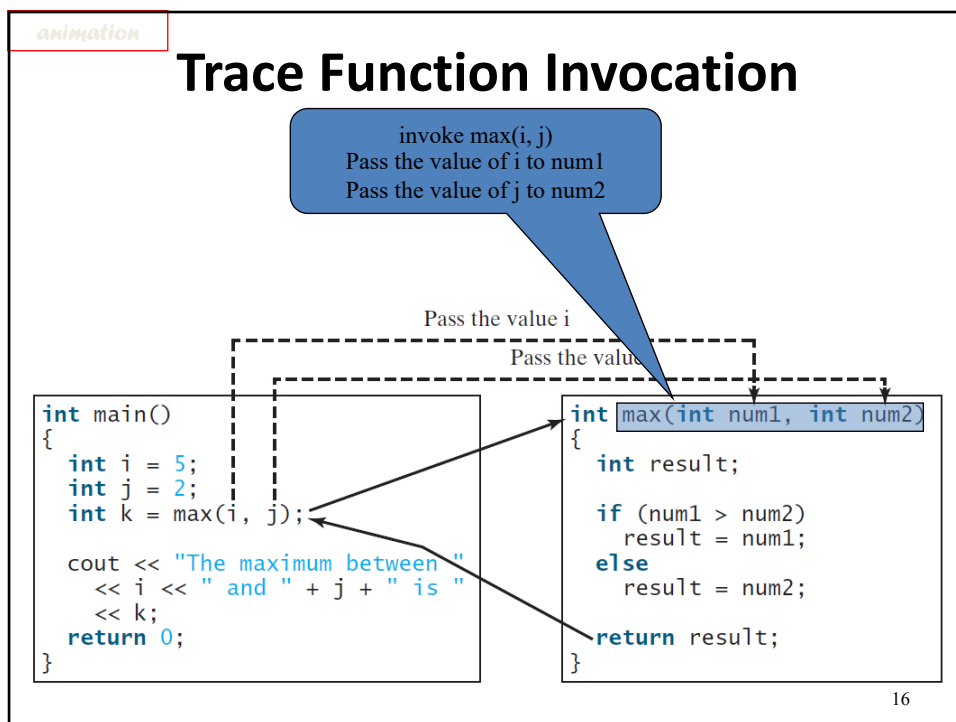 animation
Trace Function Invocation
invoke max(i, j)
Pass the value of i to num1
Pass the value of j to num2
Pass the value i
Pass the value
int main()
{
  int i = 5;
  int j = 2;
  int k = max(i, j);

  cout << "The maximum between "
    << i << " and " + j + " is "
    << k;
  return 0;
}
int max(int num1, int num2)
{
  int result;

  if (num1 > num2)
    result = num1;
  else
    result = num2;

  return result;
}
16